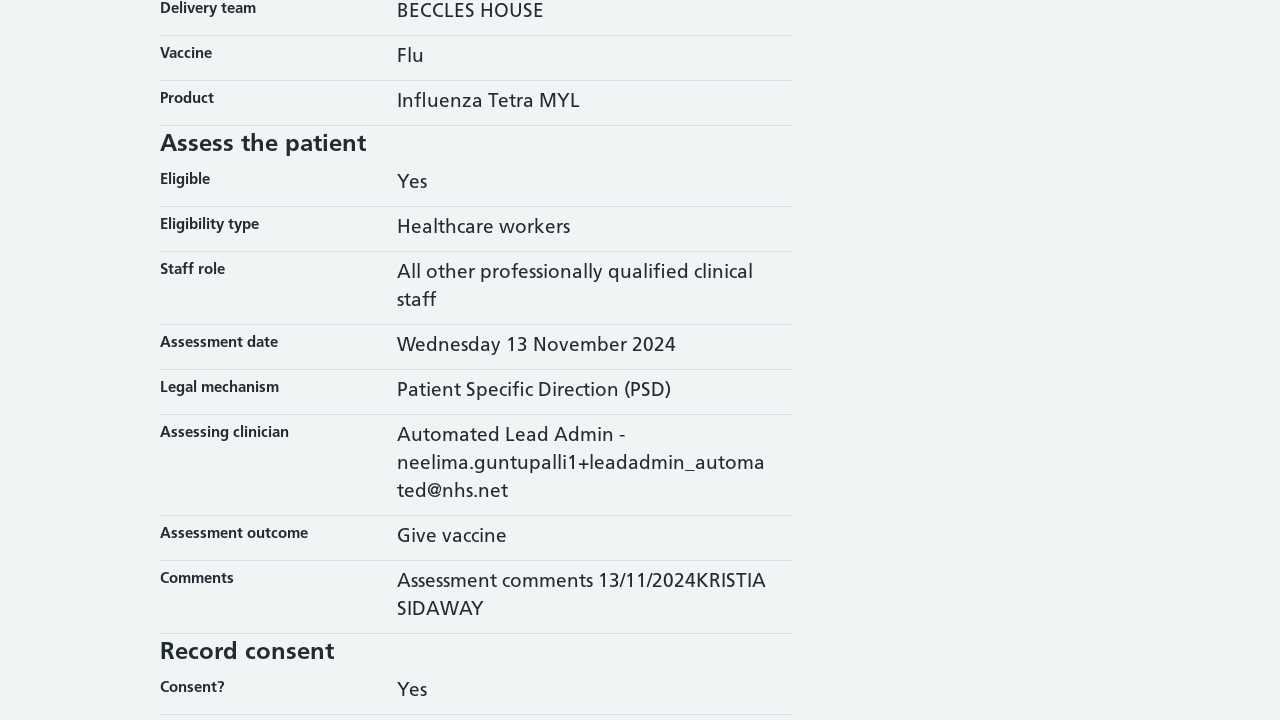 Delivery team BECCLES HOUSE
Vaccine Flu
Product Influenza Tetra MYL
Assess the patient
Eligible Yes
Eligibility type Healthcare workers
Staff role All other professionally qualified clinical
staff
Assessment date Wednesday 13 November 2024
Legal mechanism Patient Specific Direction (PSD)
Assessing clinician Automated Lead Admin -
neelima.guntupalli1+leadadmin_automa
ted@nhs.net
Assessment outcome Give vaccine
Comments Assessment comments 13/11/2024KRISTIA
SIDAWAY
Record consent
Consent? Yes